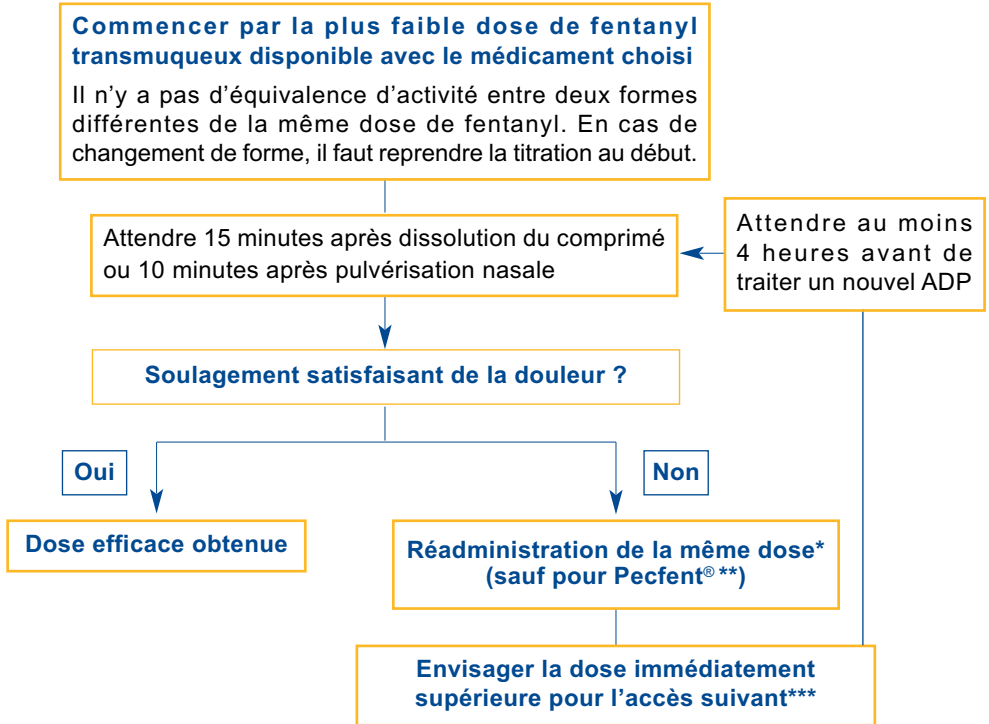 Commencer par la plus faible dose de fentanyl
transmuqueux disponible avec le médicament choisi
Il n’y a pas d’équivalence d’activité entre deux formes
différentes de la même dose de fentanyl. En cas de
changement de forme, il faut reprendre la titration au début.
Attendre 15 minutes après dissolution du comprimé
ou 10 minutes après pulvérisation nasale
Attendre au moins
4 heures avant de
traiter un nouvel ADP
Soulagement satisfaisant de la douleur ?
Oui
Non
Dose efficace obtenue
Réadministration de la même dose*
(sauf pour Pecfent® **)
Envisager la dose immédiatement
supérieure pour l’accès suivant***